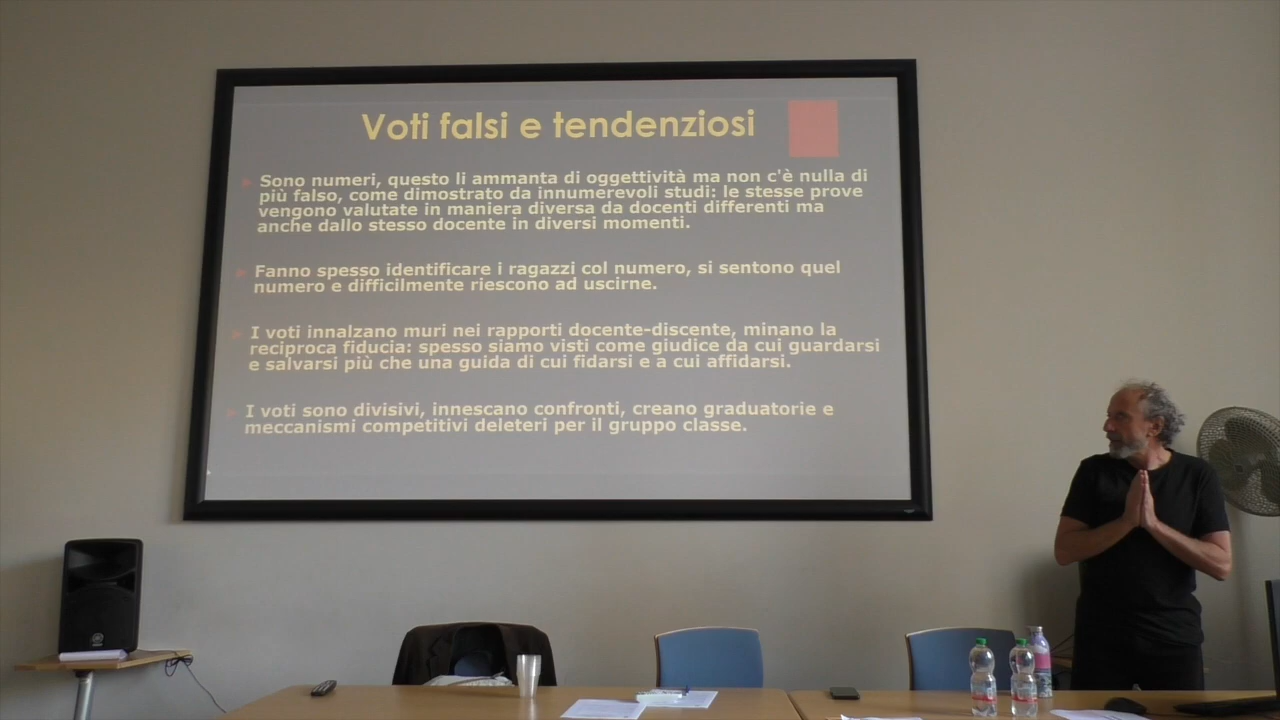 Voti falsi e tendenziosi
Sono numeri, questo li ammanta di oggettività ma non c'è nulla di
più falso, come dimostrato da innumerevoli studi: le stesse prove
vengono valutate in maniera diversa da docenti differenti ma
anche dallo stesso docente in diversi momenti.
Fanno spesso identificare i ragazzi col numero, si sentono quel
numero e difficilmente riescono ad uscirne.
I voti innalzano muri nei rapporti docente-discente, minano la
reciproca fiducia: spesso siamo visti come giudice da cui guardarsi
e salvarsi più che una guida di cui fidarsi e a cui affidarsi.
I voti sono divisivi, innescano confronti, creano graduatorie e
meccanismi competitivi deleteri per il gruppo classe.